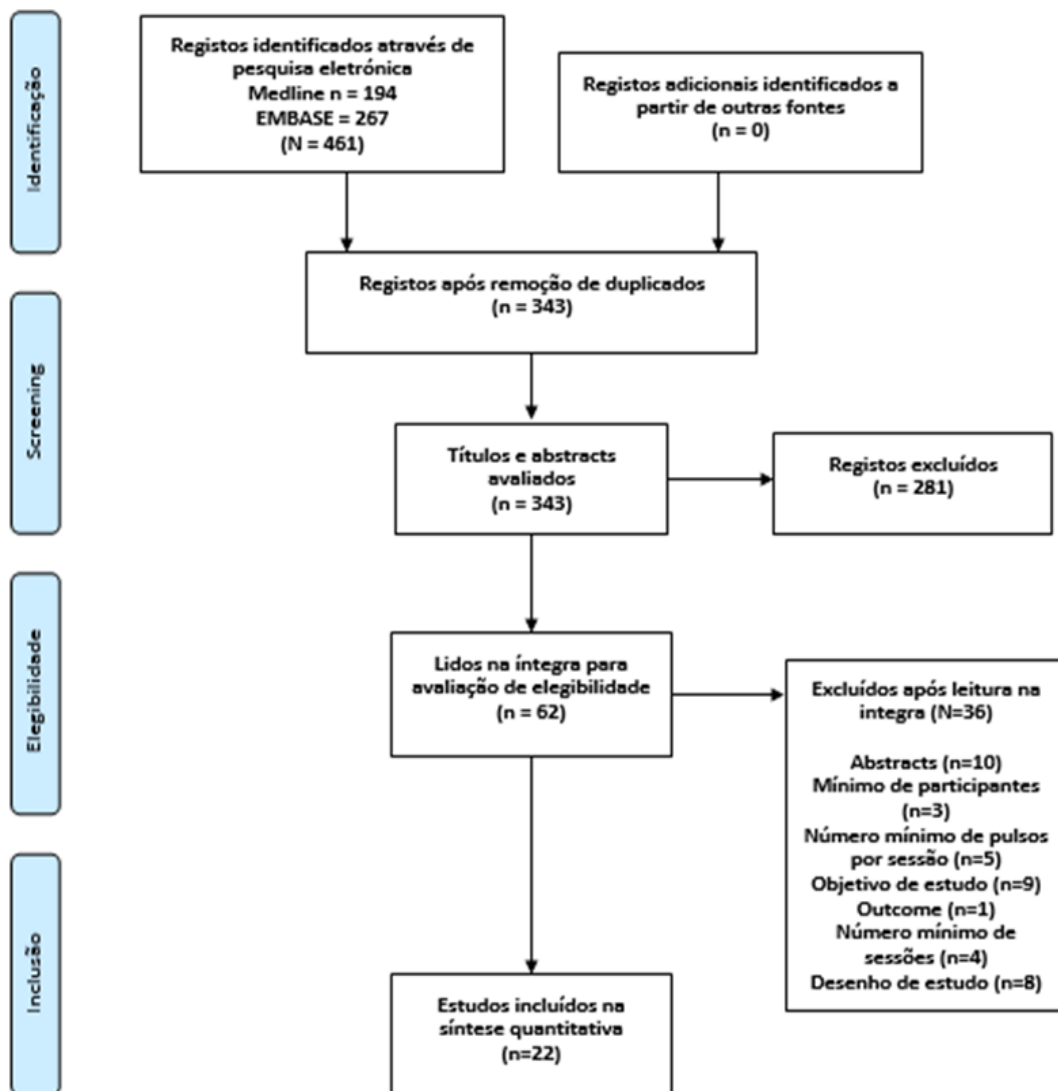 Identificação
Registos identificados através de
pesquisa eletrónica
Medline n = 194
EMBASE = 267
(N = 461)
Registos adicionais identificados a
partir de outras fontes
(n = 0)
Registos após remoção de duplicados
(n = 343)
Screening
Títulos e abstracts
avaliados
(n = 343)
Registos excluídos
(n = 281)
Elegibilidade
Lidos na íntegra para
avaliação de elegibilidade
(n = 62)
Excluídos após leitura na
integra (N=36)
Abstracts (n=10)
Mínimo de participantes
(n=3)
Número mínimo de pulsos
por sessão (n=5)
Objetivo de estudo (n=9)
Outcome (n=1)
Número mínimo de
sessões (n=4)
Desenho de estudo (n=8)
Inclusão
Estudos incluídos na
síntese quantitativa
(n=22)